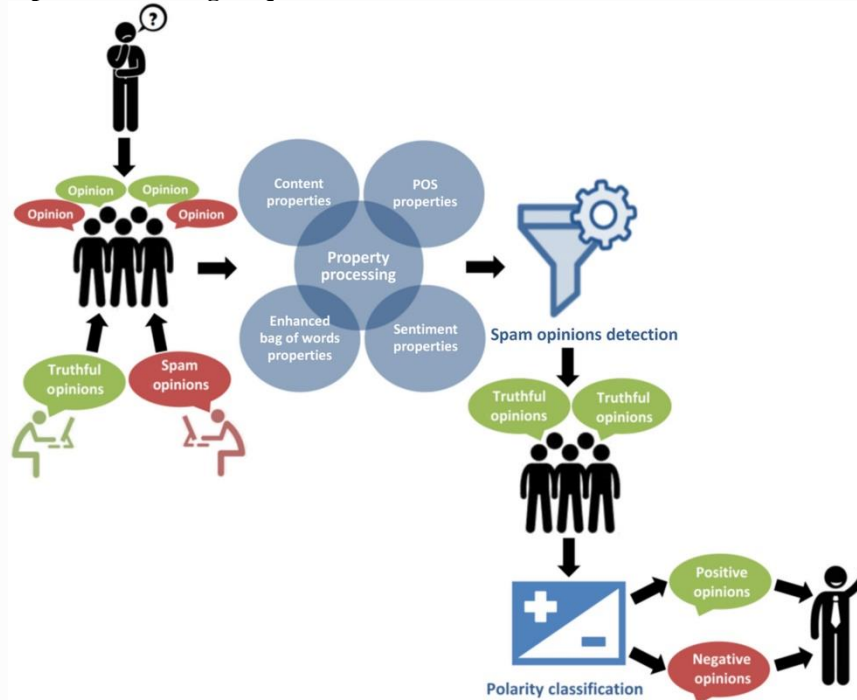 ?
Opinion
Opinion
Opinion
Opinion
Content
properties
POS
properties
Property
processing
Enhanced
bag of words
properties
Sentiment
properties
Spam opinions detection
Truthful
opinions
Spam
opinions
Truthful
opinions
Truthful
opinions
Positive
opinions
Negative
opinions
Polarity classification